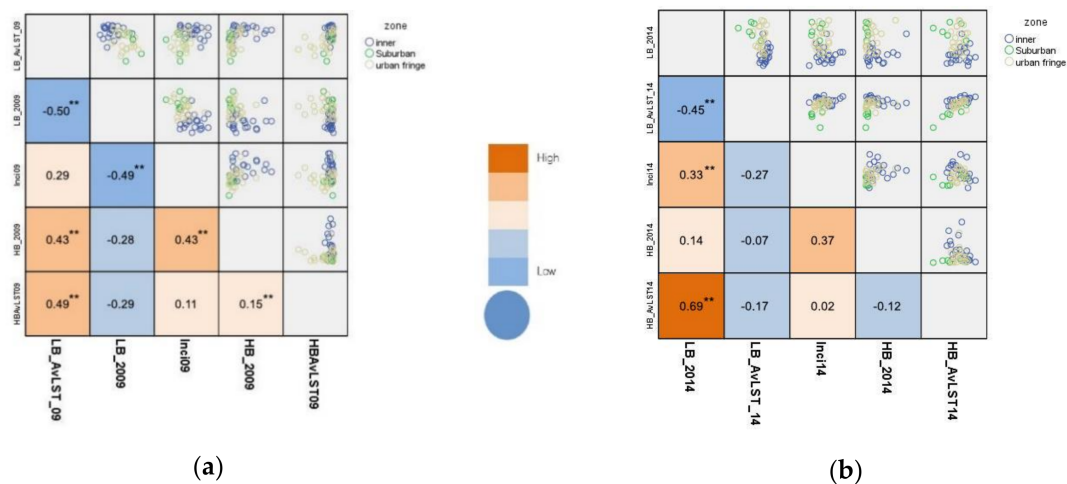 LB_AvLST_09
zone
inner
Suburban
urban fringe
LB_2009
-0.50**
Inci09
0.29
-0.49**
HB_2009
0.43**
-0.28
0.43**
HBAvLST09
0.49**
-0.29
0.11
0.15**
LB_AvLST_09
LB_2009
Inci09
HB_2009
HBAvLST09
(a)
High
Low
LB_2014
zone
inner
Suburban
urban fringe
LB_AvLST_14
-0.45**
Inci14
0.33**
-0.27
HB_2014
0.14
-0.07
0.37
HB_AvLST14
0.69**
-0.17
0.02
-0.12
LB_2014
LB_AvLST_14
Inci14
HB_2014
HB_AvLST14
(b)